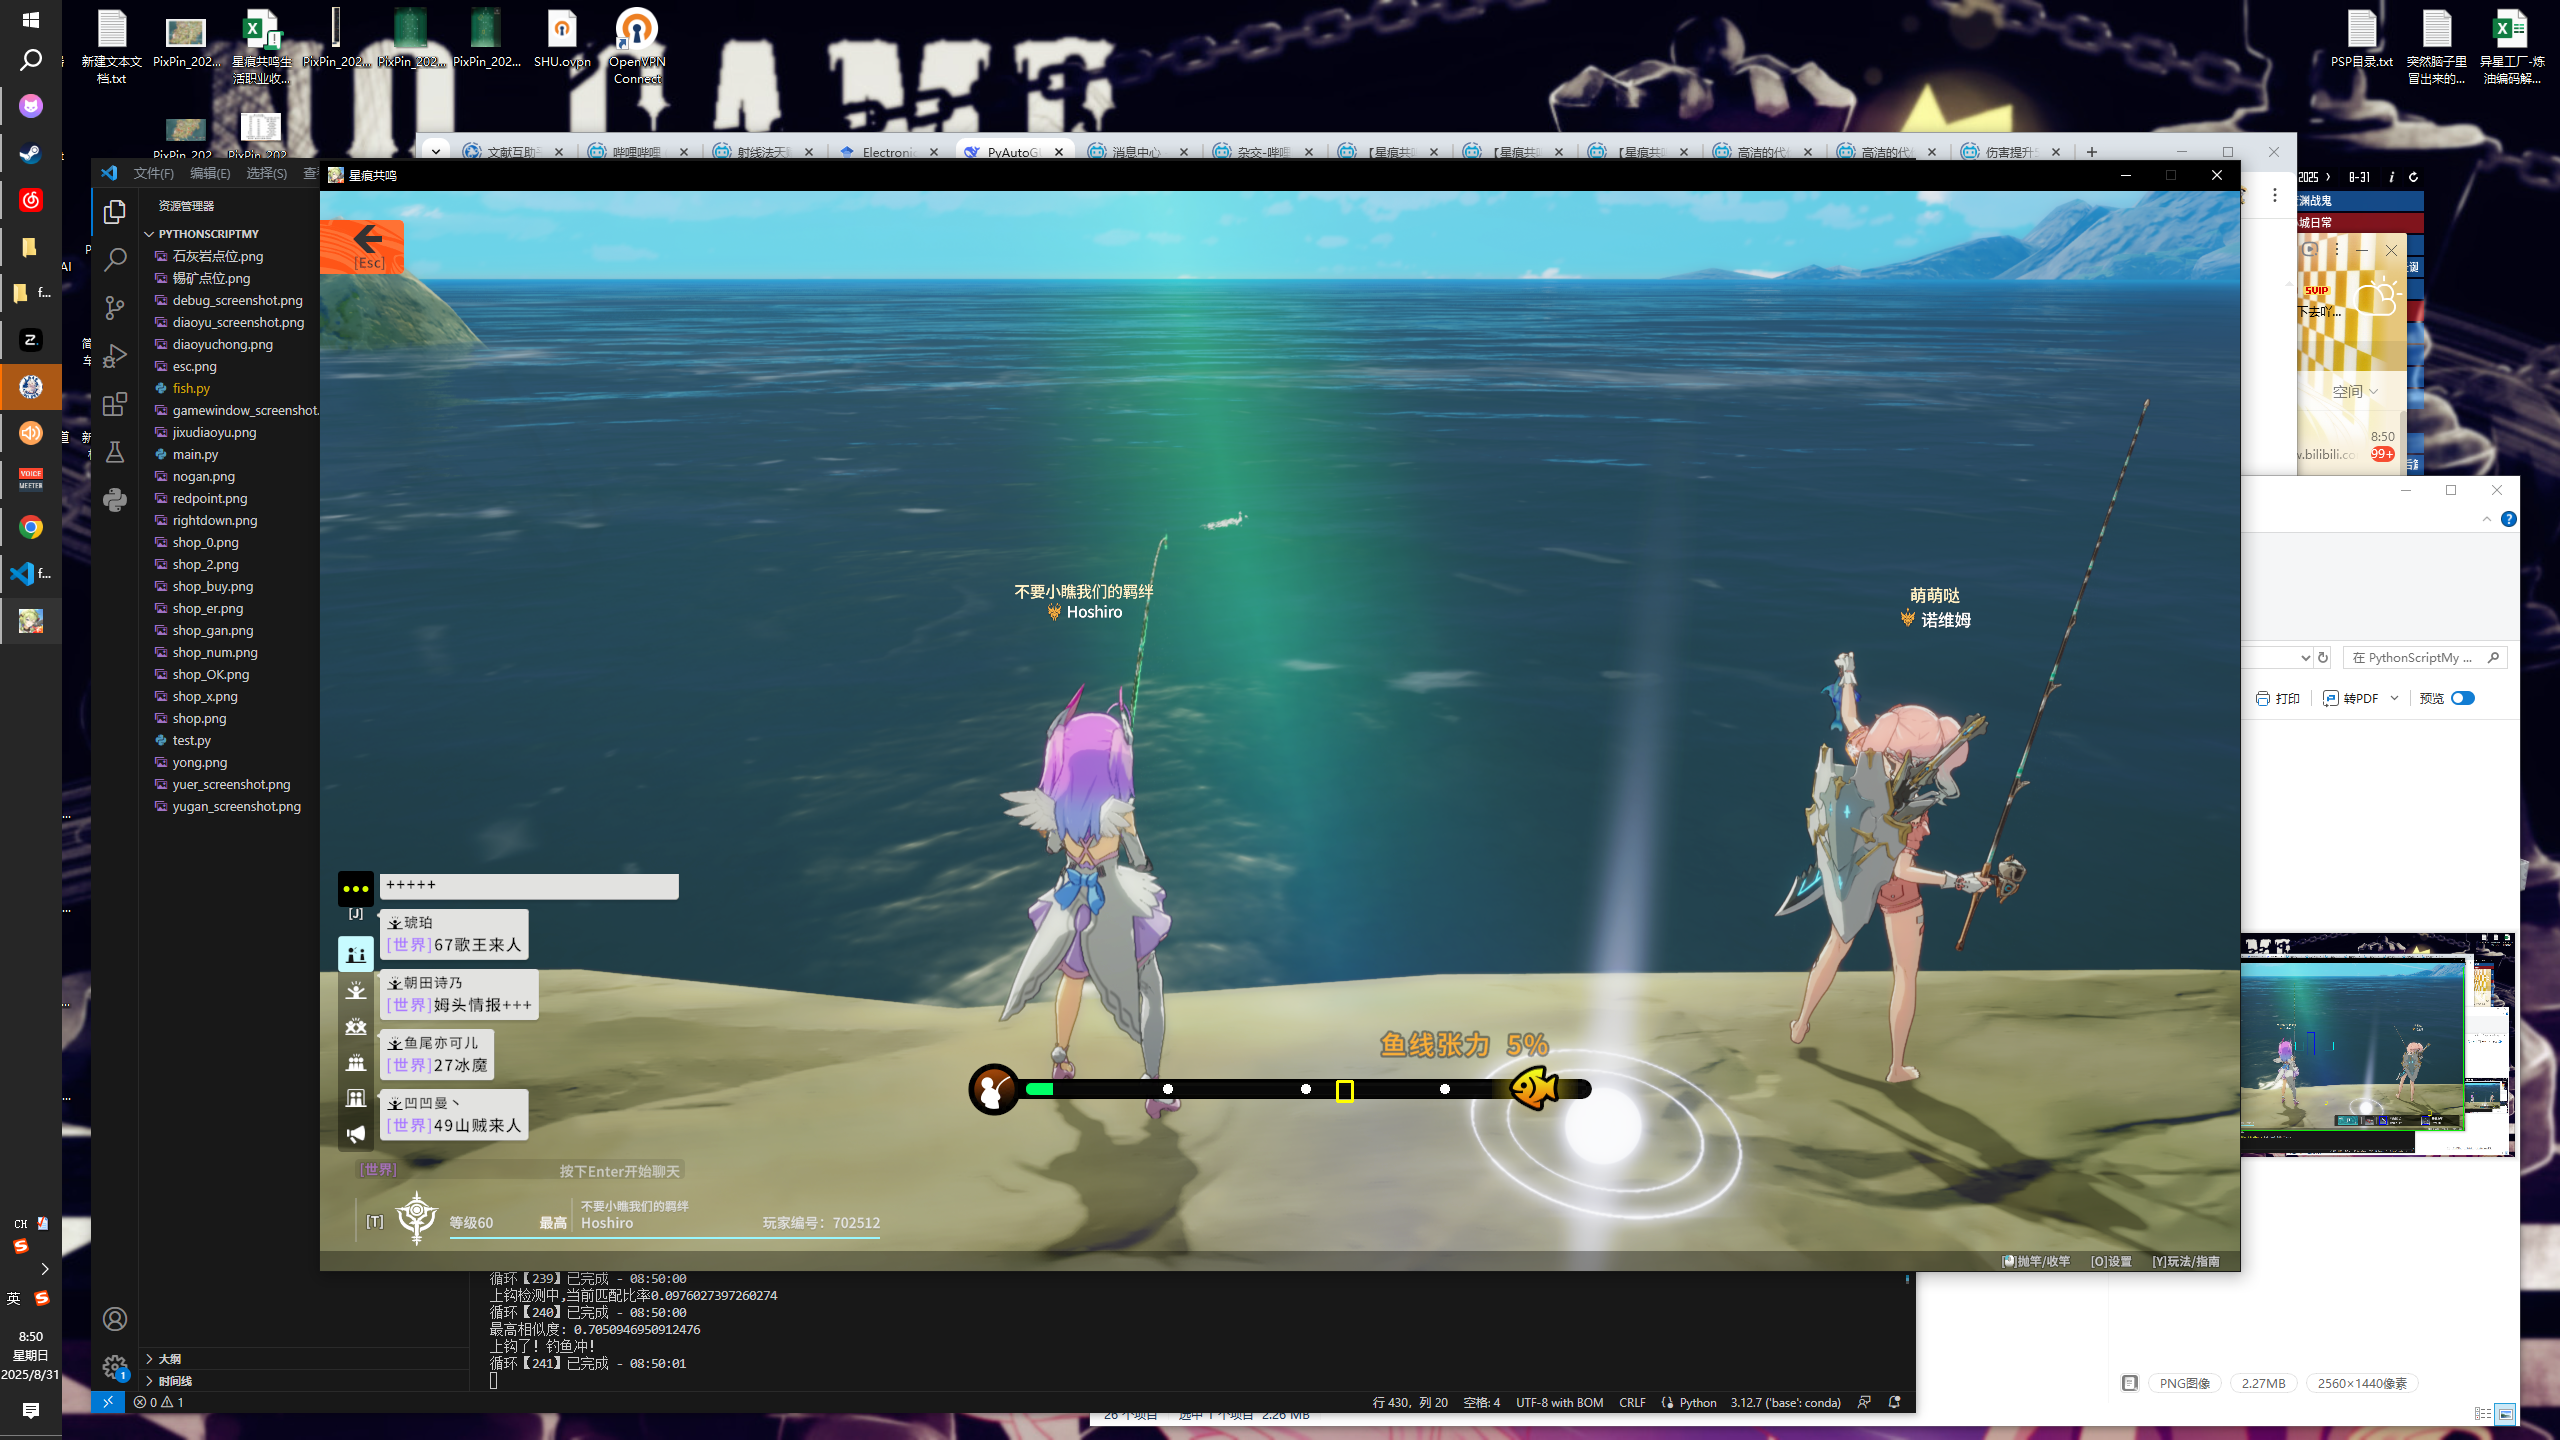 新建文本文
档.txt
PixPin_202...
星痕共鸣生
活职业收...
PixPin_202...
PixPin_202...
PixPin_202...
SHU.ovpn
OpenVPN
Connect
PSP目录.txt
突然脑子里
冒出来的...
异星工厂-炼
油编码解...
文献互助
哔哩哔哩
射线法天
Electronic
PyAutoG
消息中心
杂交-哔哩
【星痕共
【星痕共
【星痕共
高洁的代
高洁的代
伤害提升
文件(F)
编辑(E)
选择(S)
星痕共鸣
2025
8-31
渊战鬼
城日常
资源管理器
PYTHONSCRIPTMY
石灰岩点位.png
锡矿点位.png
debug_screenshot.png
diaoyu_screenshot.png
diaoyuchong.png
esc.png
fish.py
gamewindow_screenshot.
jixudiaoyu.png
main.py
nogan.png
redpoint.png
rightdown.png
shop_0.png
shop_2.png
shop_buy.png
shop_er.png
shop_gan.png
shop_num.png
shop_OK.png
shop_x.png
shop.png
test.py
yong.png
yuer_screenshot.png
yugan_screenshot.png
[Esc]
SVIP
下去吖...
空间
8:50
w.bilibili.co
99+
f...
VOICE
MEETER
f...
不要小瞧我们的羁绊
Hoshiro
萌萌哒
诺维姆
在 PythonScriptMy ...
打印
转PDF
预览
+++++
[J]
琥珀
[世界]67歌王来人
朝田诗乃
[世界]姆头情报+++
鱼尾亦可儿
[世界]27冰魔
凹凹曼丶
[世界]49山贼来人
[世界]
按下Enter开始聊天
鱼线张力 5%
[T]
等级60
最高
不要小瞧我们的羁绊
Hoshiro
玩家编号：702512
抛竿/收竿
[O]设置
[Y]玩法/指南
循环【239】已完成 - 08:50:00
上钩检测中,当前匹配比率0.0976027397260274
循环【240】已完成 - 08:50:00
最高相似度: 0.7050946950912476
上钩了! 钓鱼冲!
循环【241】已完成 - 08:50:01
大纲
时间线
0
1
行 430，列 20
空格: 4
UTF-8 with BOM
CRLF
Python
3.12.7 ('base': conda)
PNG图像
2.27MB
2560×1440像素
26 个项目
选中 1 个项目
2.26 MB
CH
英
8:50
星期日
2025/8/31